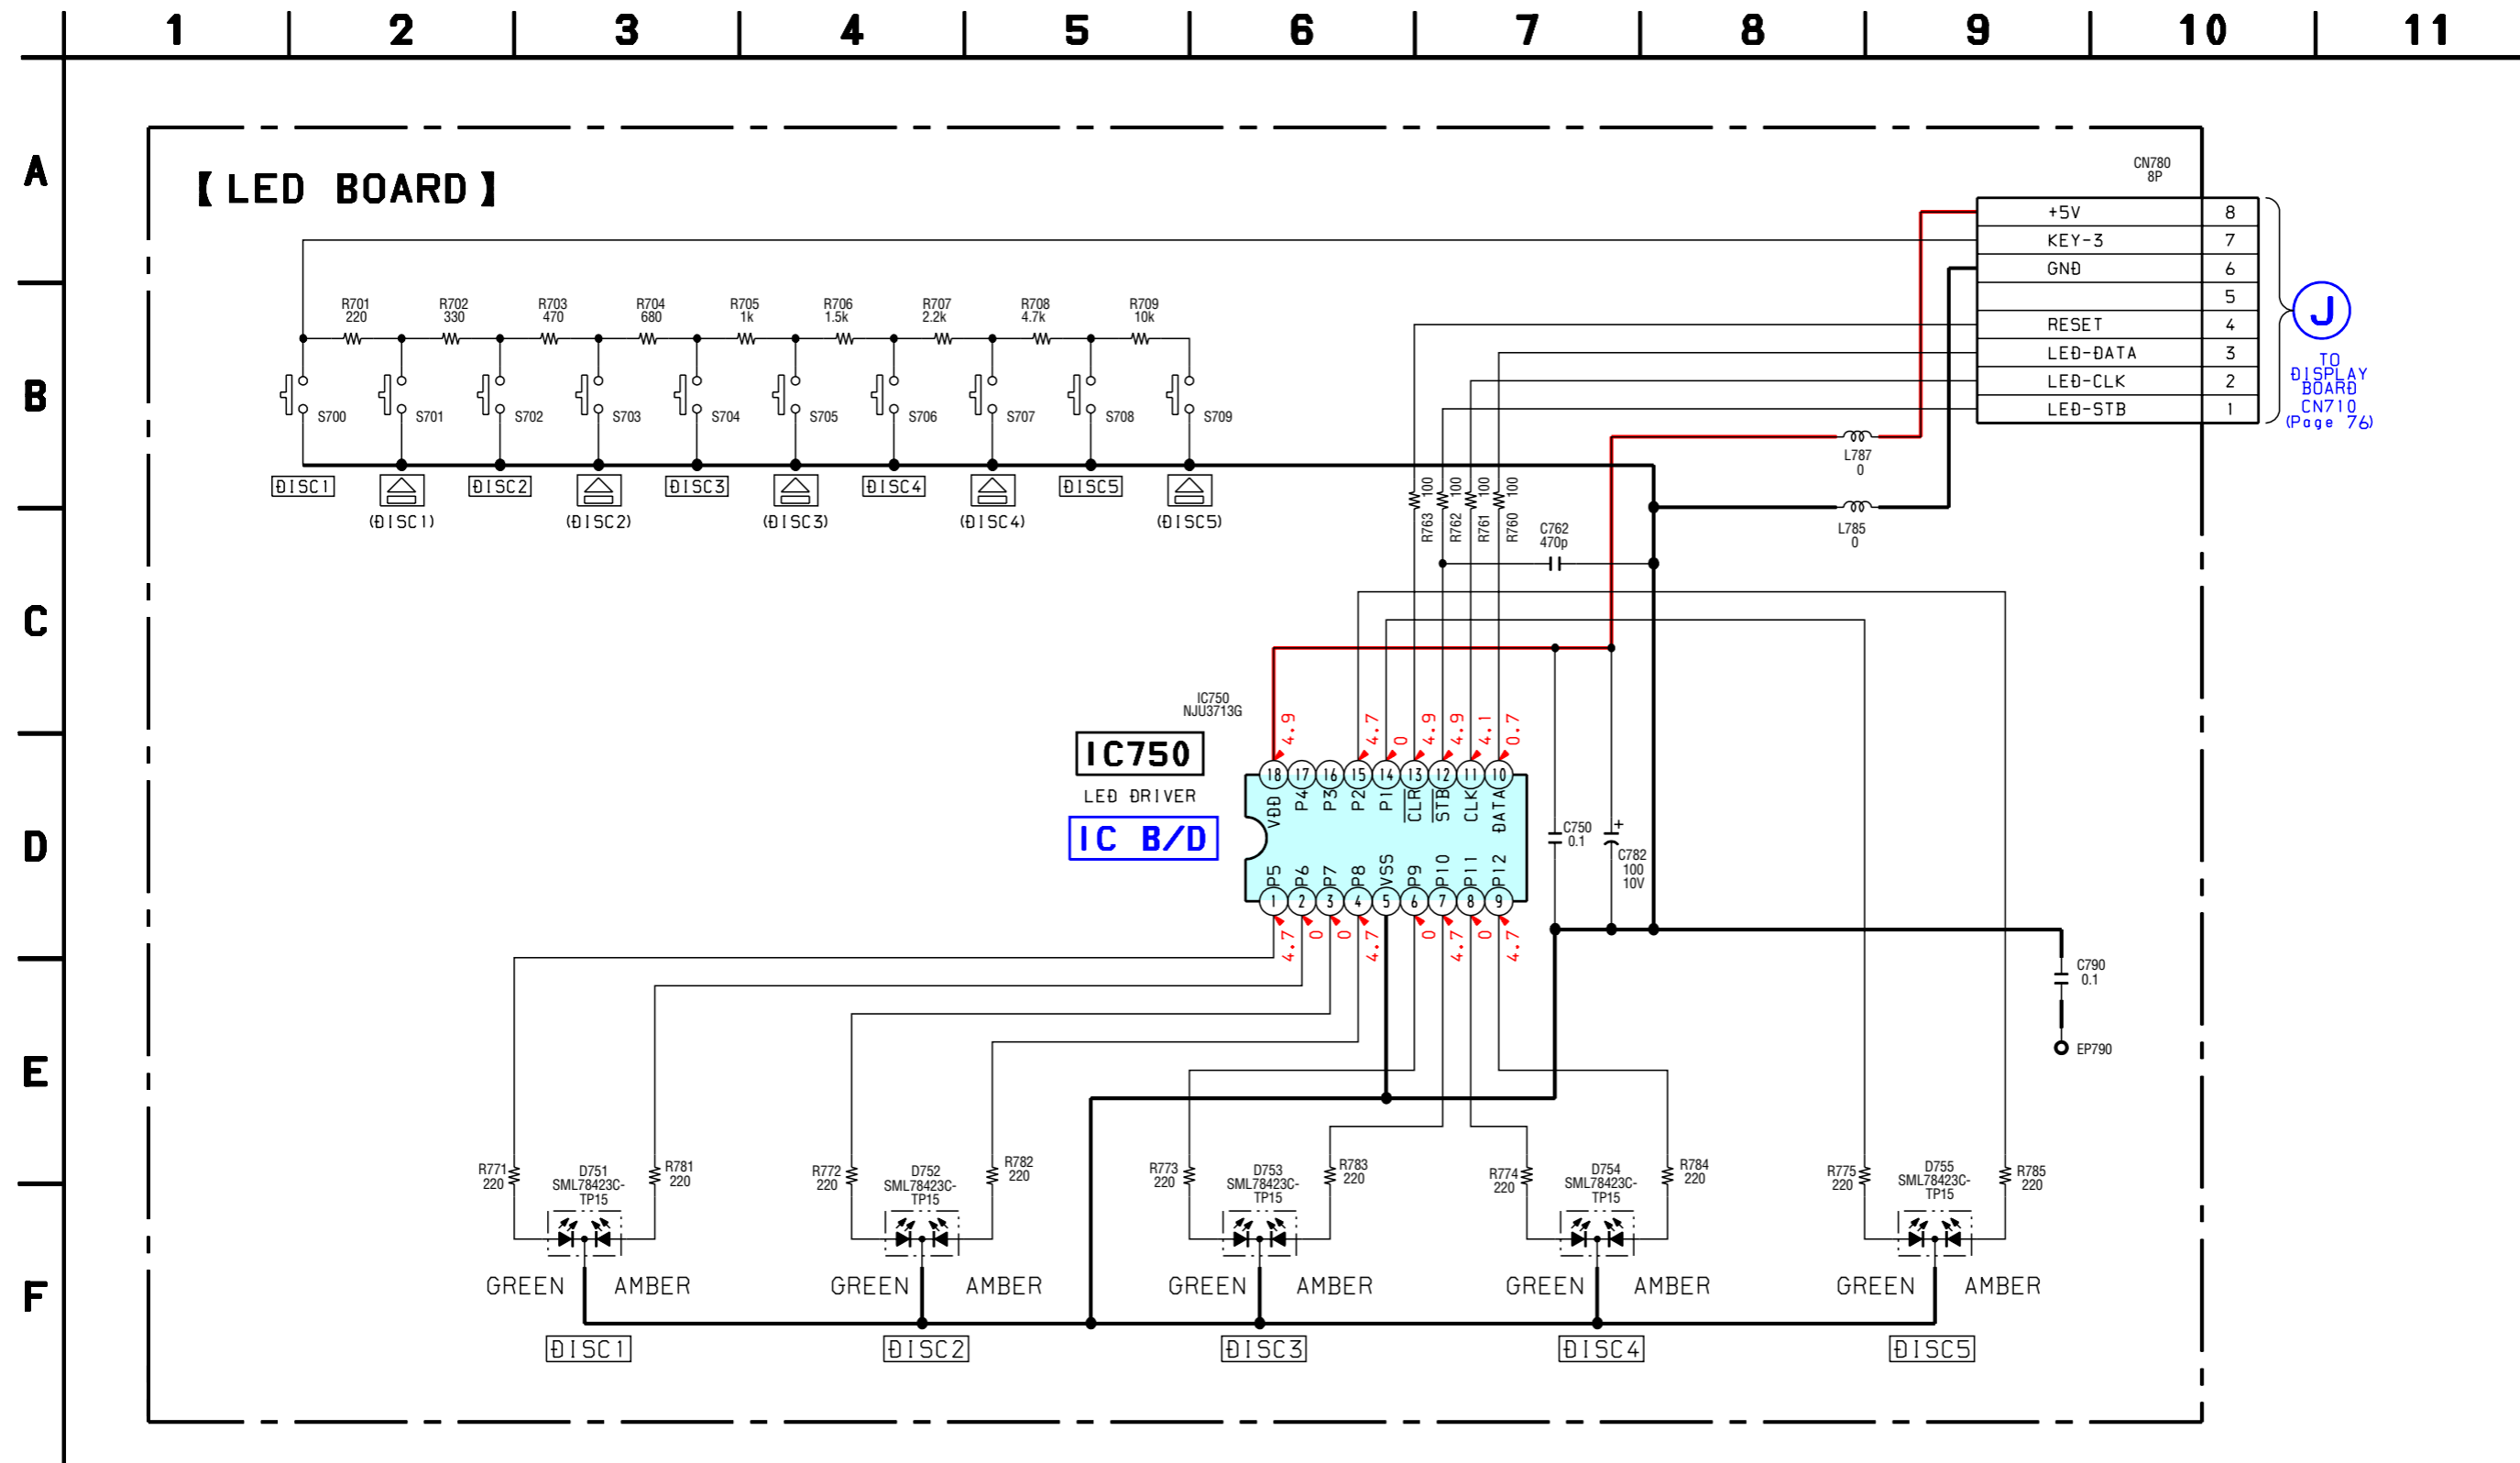 1 2 3 4 5 6 7 8 9 10 11
A
B
C
D
E
F
【 LED BOARD 】
CN780
8P
+5V 8
KEY-3 7
GND 6
5
RESET 4
LED-DATA 3
LED-CLK 2
LED-STB 1
J
TO
DISPLAY
BOARD
CN710
(Page 76)
R701
220
R702
330
R703
470
R704
680
R705
1k
R706
1.5k
R707
2.2k
R708
4.7k
R709
10k
S700
S701
S702
S703
S704
S705
S706
S707
S708
S709
DISC1
DISC2
DISC3
DISC4
DISC5
(DISC1)
(DISC2)
(DISC3)
(DISC4)
(DISC5)
L787
0
L785
0
R763 100
R762 100
R761 100
R760 100
C762
470p
IC750
NJU3713G
IC750
LED DRIVER
IC B/D
4.9
4.7
0
4.9
4.9
4.1
0.7
18 17 16 15 14 13 12 11 10
VDD P4 P3 P2 P1 CLR STB CLK DATA
P5 P6 P7 P8 VSS P9 P10 P11 P12
1 2 3 4 5 6 7 8 9
4.7
0
0
4.7
0
4.7
0
4.7
C750
0.1
+
C782
100
10V
C790
0.1
EP790
R771
220
D751
SML78423C-
TP15
R781
220
R772
220
D752
SML78423C-
TP15
R782
220
R773
220
D753
SML78423C-
TP15
R783
220
R774
220
D754
SML78423C-
TP15
R784
220
R775
220
D755
SML78423C-
TP15
R785
220
GREEN AMBER
GREEN AMBER
GREEN AMBER
GREEN AMBER
GREEN AMBER
DISC1
DISC2
DISC3
DISC4
DISC5